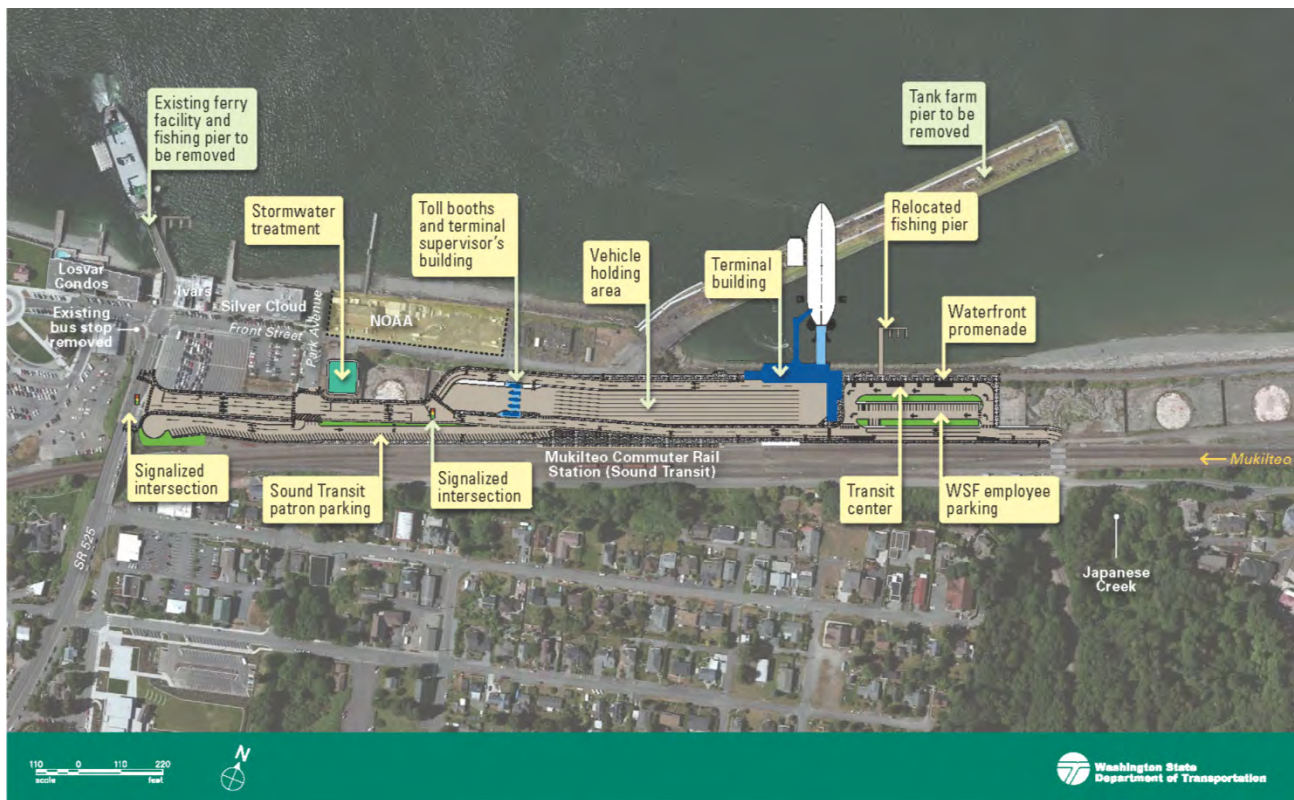 Existing ferry
facility and
fishing pier to
be removed
Tank farm
pier to be
removed
Stormwater
treatment
Toll booths
and terminal
supervisor's
building
Vehicle
holding
area
Terminal
building
Relocated
fishing pier
Waterfront
promenade
Losvar
Condos
Ivars
Silver Cloud
Existing
bus stop
removed
Front Street
Park Avenue
NOAA
Signalized
intersection
Sound Transit
patron parking
Signalized
intersection
Mukilteo Commuter Rail
Station (Sound Transit)
Transit
center
WSF employee
parking
Mukilteo
SR 525
Japanese
Creek
110 0 110 220
scale feet
N
Washington State
Department of Transportation